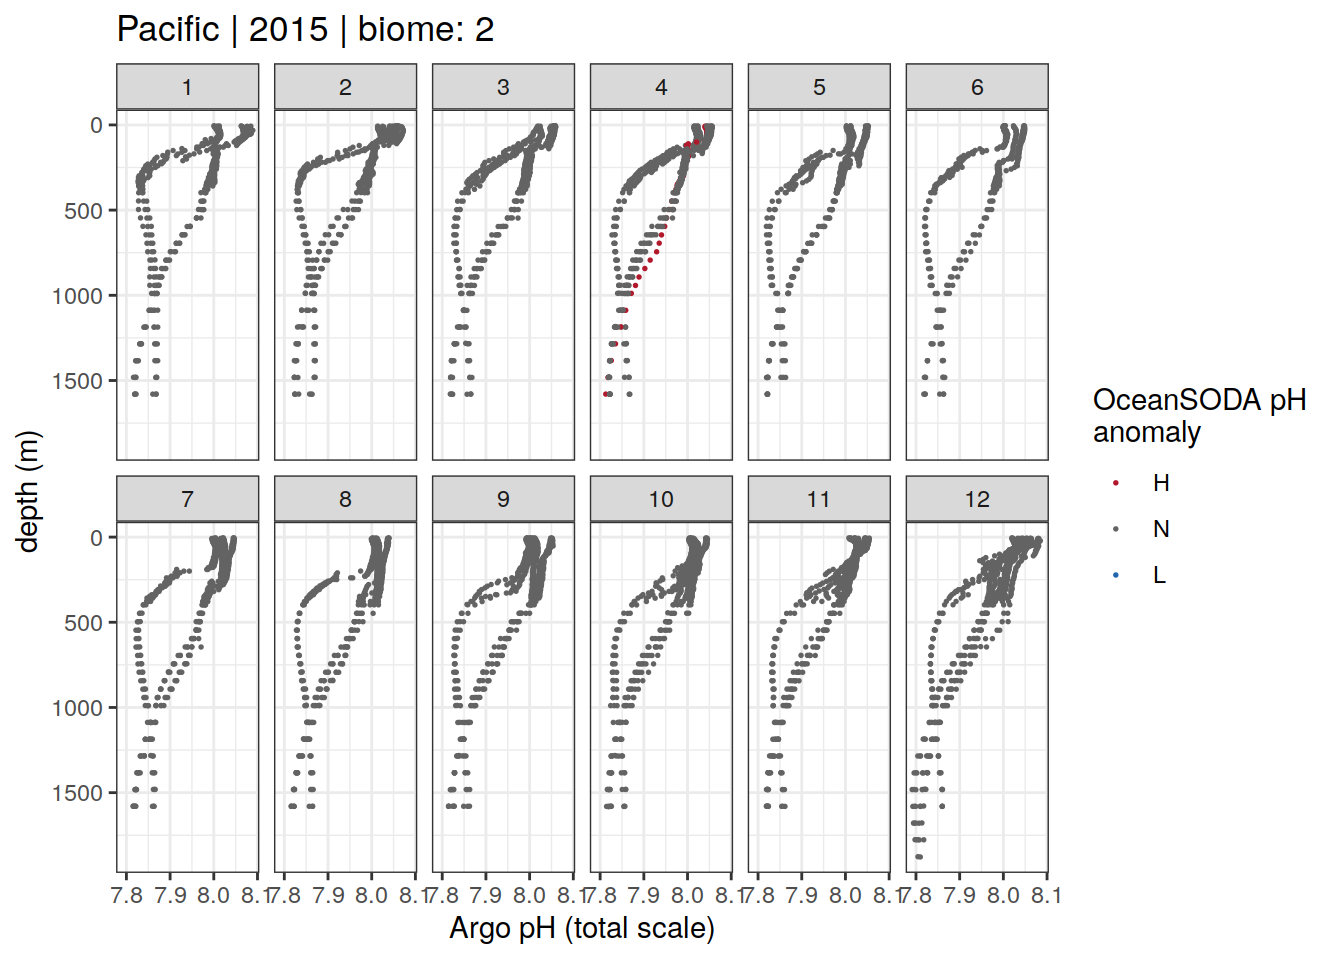 Pacific | 2015 | biome: 2
1 2 3 4 5 6
0
500
1000
1500
7 8 9 10 11 12
0
500
1000
1500
7.8 7.9 8.0 8.1 7.8 7.9 8.0 8.1 7.8 7.9 8.0 8.1 7.8 7.9 8.0 8.1 7.8 7.9 8.0 8.1 7.8 7.9 8.0 8.1
Argo pH (total scale)
depth (m)
OceanSODA pH
anomaly
H
N
L